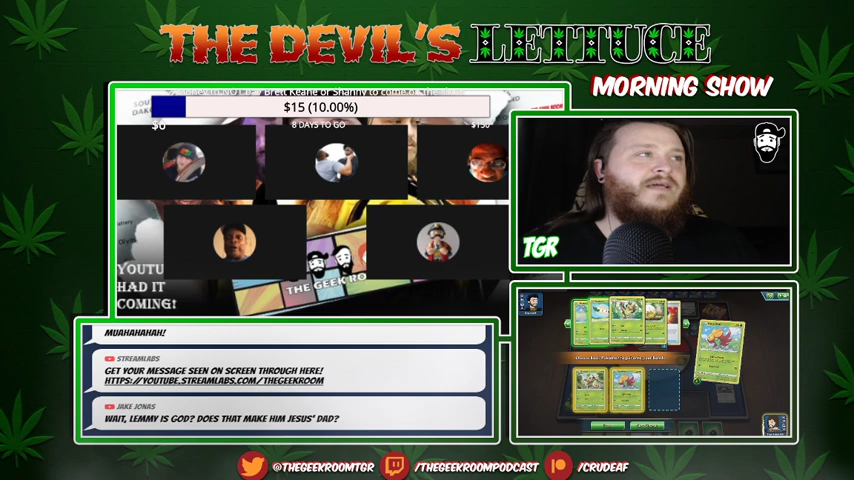 THE DEVIL'S LETTUCE
MORNING SHOW
$15 (10.00%)
$0
8 DAYS TO GO
$150
YOUTU
HAD IT
COMING!
THE GEEK RO
TGR
MUAHAHAHAH!
STREAMLABS
GET YOUR MESSAGE SEEN ON SCREEN THROUGH HERE!
HTTPS://YOUTUBE.STREAMLABS.COM/THEGEEKROOM
JAKE JONAS
WAIT, LEMMY IS GOD? DOES THAT MAKE HIM JESUS' DAD?
@THEGEEKROOMTGR
/THEGEEKROOMPODCAST
/CRUDEAF